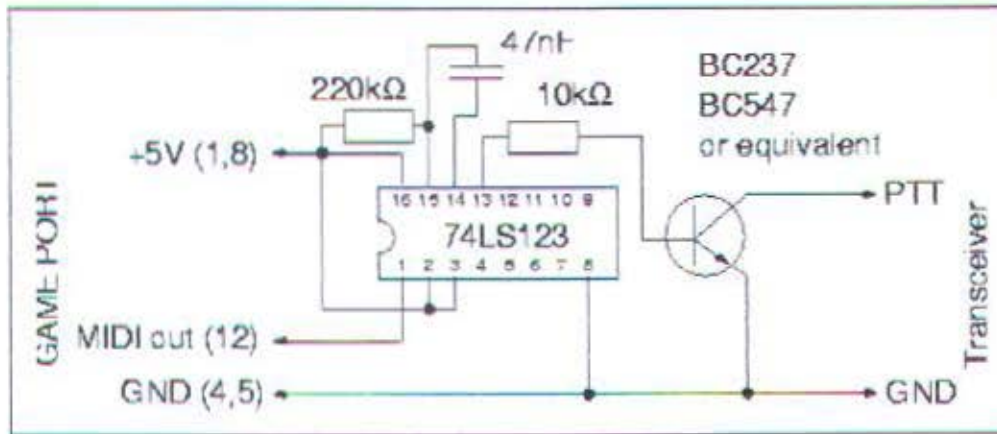 47nF
220kΩ
10kΩ
BC237
BC547
or equivalent
+5V (1,8)
PTT
16 15 14 13 12 11 10 9
74LS123
1 2 3 4 5 6 7 8
GAME PORT
Transceiver
MIDI out (12)
GND (4,5)
GND